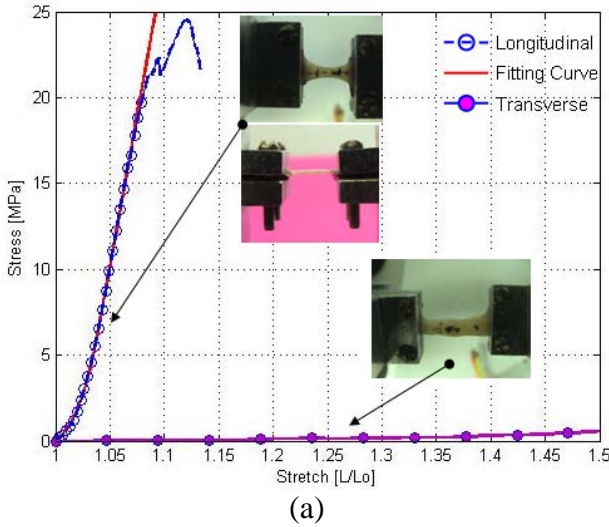 25
20
15
10
5
0
Stress [MPa]
Longitudinal
Fitting Curve
Transverse
1 1.05 1.1 1.15 1.2 1.25 1.3 1.35 1.4 1.45 1.5
Stretch [L/Lo]
(a)